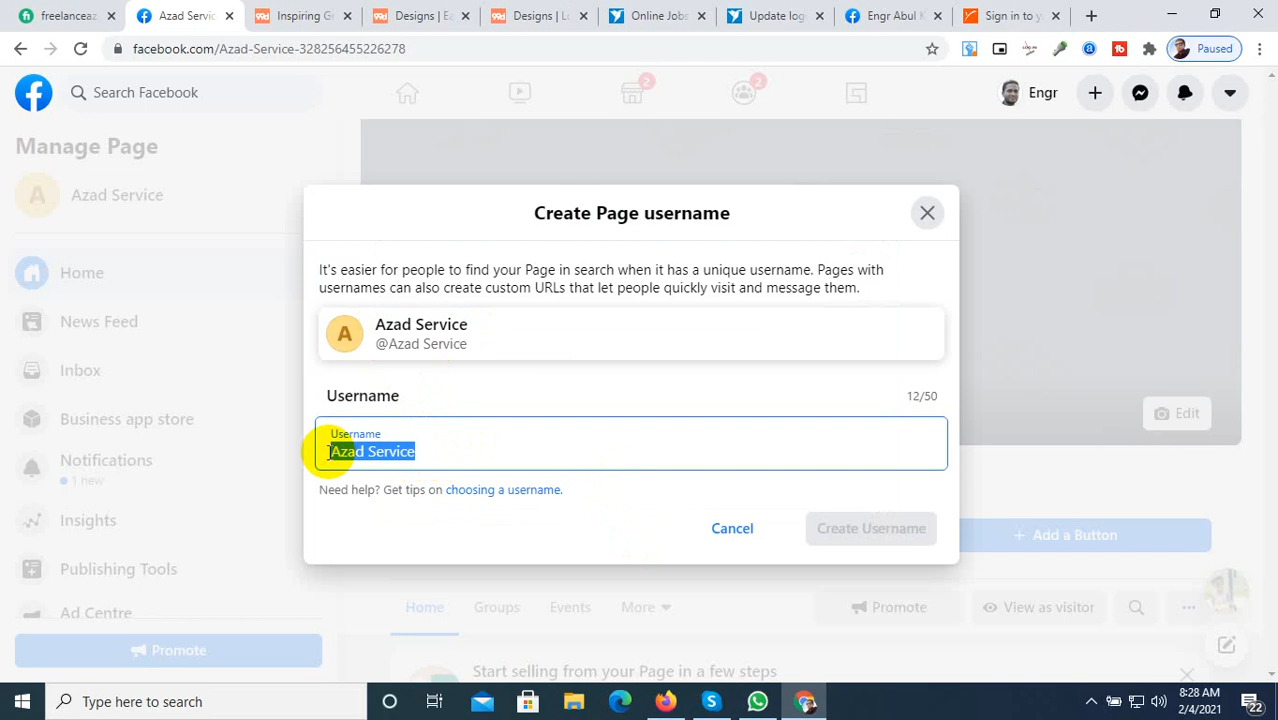 freelanceaz
Azad Servic
Inspiring Gr
Designs | Ea
Designs | Lo
Online Jobs
Update log
Engr Abul K
Sign in to y
facebook.com/Azad-Service-328256455226278
Paused
Search Facebook
2
2
Engr
Manage Page
A
Azad Service
Home
News Feed
Inbox
Business app store
Notifications
1 new
Insights
Publishing Tools
Ad Centre
Promote
Create Page username
It's easier for people to find your Page in search when it has a unique username. Pages with
usernames can also create custom URLs that let people quickly visit and message them.
A
Azad Service
@Azad Service
Username
12/50
Username
Azad Service
Need help? Get tips on choosing a username.
Cancel
Create Username
Edit
+ Add a Button
Home
Groups
Events
More
Promote
View as visitor
Start selling from your Page in a few steps
Type here to search
8:28 AM
2/4/2021
22